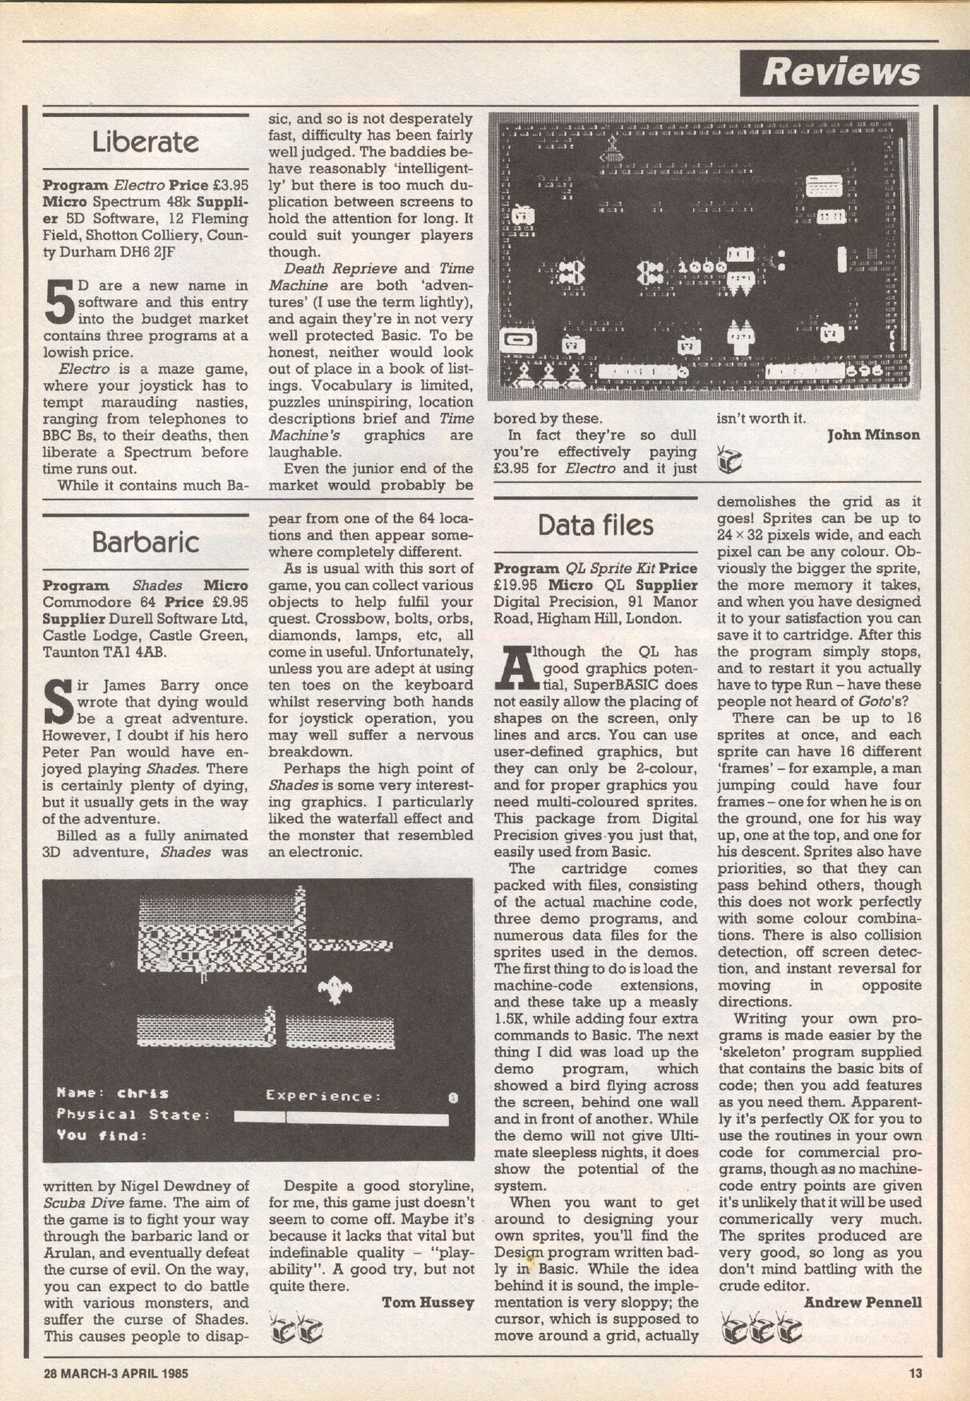 Reviews
Liberate
Program Electro Price £3.95
Micro Spectrum 48k Suppli-
er 5D Software, 12 Fleming
Field, Shotton Colliery, Coun-
ty Durham DH6 2JF
5D are a new name in
software and this entry
into the budget market
contains three programs at a
lowish price.
Electro is a maze game,
where your joystick has to
tempt marauding nasties,
ranging from telephones to
BBC Bs, to their deaths, then
liberate a Spectrum before
time runs out.
While it contains much Ba-
sic, and so is not desperately
fast, difficulty has been fairly
well judged. The baddies be-
have reasonably ‘intelligent-
ly’ but there is too much du-
plication between screens to
hold the attention for long. It
could suit younger players
though.
Death Reprieve and Time
Machine are both ‘adven-
tures’ (I use the term lightly),
and again they’re in not very
well protected Basic. To be
honest, neither would look
out of place in a book of list-
ings. Vocabulary is limited,
puzzles uninspiring, location
descriptions brief and Time
Machine’s graphics are
laughable.
Even the junior end of the
market would probably be
1000
bored by these.
In fact they’re so dull
you’re effectively paying
£3.95 for Electro and it just
isn’t worth it.
John Minson
Barbaric
Program Shades Micro
Commodore 64 Price £9.95
Supplier Durell Software Ltd,
Castle Lodge, Castle Green,
Taunton TA1 4AB.
Sir James Barry once
wrote that dying would
be a great adventure.
However, I doubt if his hero
Peter Pan would have en-
joyed playing Shades. There
is certainly plenty of dying,
but it usually gets in the way
of the adventure.
Billed as a fully animated
3D adventure, Shades was
pear from one of the 64 loca-
tions and then appear some-
where completely different.
As is usual with this sort of
game, you can collect various
objects to help fulfil your
quest. Crossbow, bolts, orbs,
diamonds, lamps, etc, all
come in useful. Unfortunately,
unless you are adept at using
ten toes on the keyboard
whilst reserving both hands
for joystick operation, you
may well suffer a nervous
breakdown.
Perhaps the high point of
Shades is some very interest-
ing graphics. I particularly
liked the waterfall effect and
the monster that resembled
an electronic.
Name: chris Experience: 0
Physical State:
You find:
written by Nigel Dewdney of
Scuba Dive fame. The aim of
the game is to fight your way
through the barbaric land or
Arulan, and eventually defeat
the curse of evil. On the way,
you can expect to do battle
with various monsters, and
suffer the curse of Shades.
This causes people to disap-
Despite a good storyline,
for me, this game just doesn’t
seem to come off. Maybe it’s
because it lacks that vital but
indefinable quality – “play-
ability”. A good try, but not
quite there.
Tom Hussey
Data files
Program QL Sprite Kit Price
£19.95 Micro QL Supplier
Digital Precision, 91 Manor
Road, Higham Hill, London.
Although the QL has
good graphics poten-
tial, SuperBASIC does
not easily allow the placing of
shapes on the screen, only
lines and arcs. You can use
user-defined graphics, but
they can only be 2-colour,
and for proper graphics you
need multi-coloured sprites.
This package from Digital
Precision gives you just that,
easily used from Basic.
The cartridge comes
packed with files, consisting
of the actual machine code,
three demo programs, and
numerous data files for the
sprites used in the demos.
The first thing to do is load the
machine-code extensions,
and these take up a measly
1.5K, while adding four extra
commands to Basic. The next
thing I did was load up the
demo program, which
showed a bird flying across
the screen, behind one wall
and in front of another. While
the demo will not give Ulti-
mate sleepless nights, it does
show the potential of the
system.
When you want to get
around to designing your
own sprites, you’ll find the
Design program written bad-
ly in Basic. While the idea
behind it is sound, the imple-
mentation is very sloppy; the
cursor, which is supposed to
move around a grid, actually
demolishes the grid as it
goes! Sprites can be up to
24 × 32 pixels wide, and each
pixel can be any colour. Ob-
viously the bigger the sprite,
the more memory it takes,
and when you have designed
it to your satisfaction you can
save it to cartridge. After this
the program simply stops,
and to restart it you actually
have to type Run – have these
people not heard of Goto’s?
There can be up to 16
sprites at once, and each
sprite can have 16 different
‘frames’ – for example, a man
jumping could have four
frames – one for when he is on
the ground, one for his way
up, one at the top, and one for
his descent. Sprites also have
priorities, so that they can
pass behind others, though
this does not work perfectly
with some colour combina-
tions. There is also collision
detection, off screen detec-
tion, and instant reversal for
moving in opposite
directions.
Writing your own pro-
grams is made easier by the
‘skeleton’ program supplied
that contains the basic bits of
code; then you add features
as you need them. Apparent-
ly it’s perfectly OK for you to
use the routines in your own
code for commercial pro-
grams, though as no machine-
code entry points are given
it’s unlikely that it will be used
commerically very much.
The sprites produced are
very good, so long as you
don’t mind battling with the
crude editor.
Andrew Pennell
28 MARCH-3 APRIL 1985
13